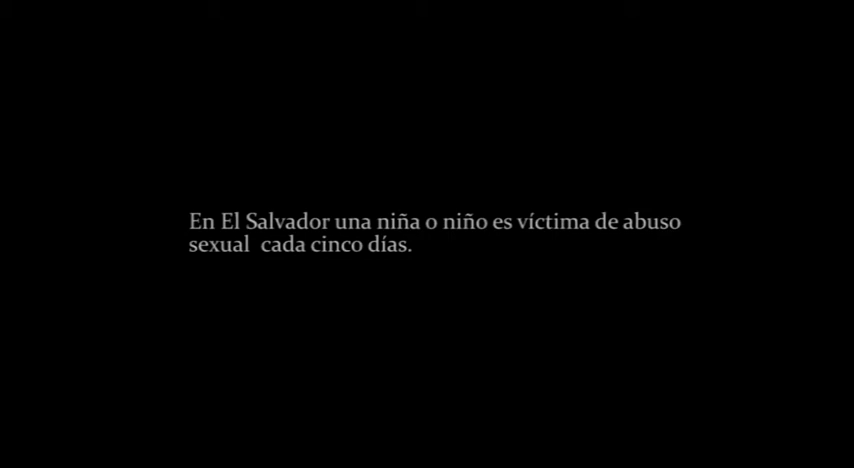 En El Salvador una niña o niño es víctima de abuso
sexual  cada cinco días.